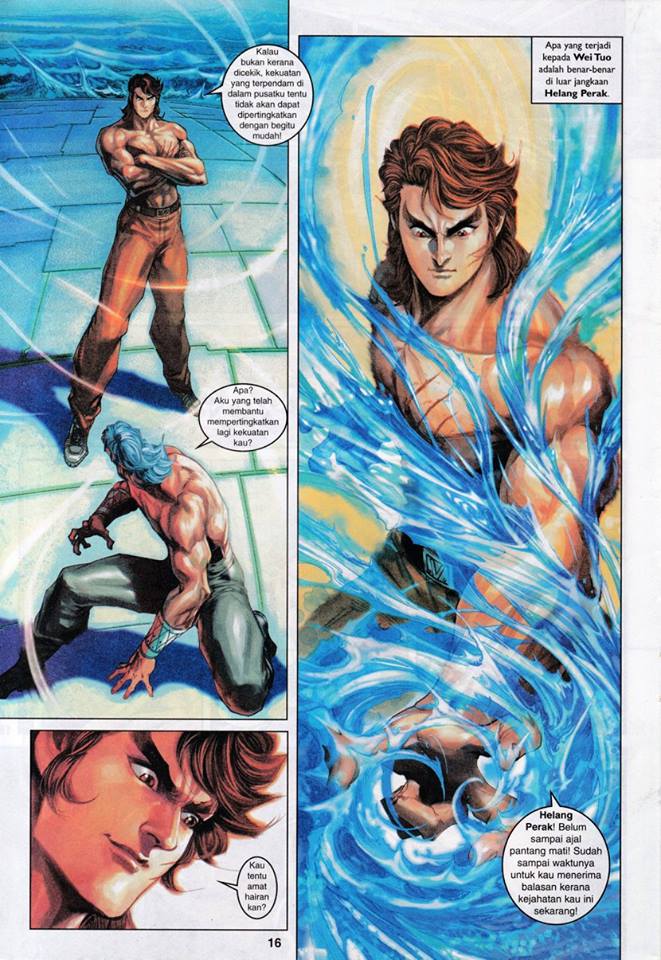 Kalau
bukan kerana
dicekik, kekuatan
yang terpendam di
dalam pusatku tentu
tidak akan dapat
dipertingkatkan
dengan begitu
mudah!
Apa?
Aku yang telah
membantu
mempertingkatkan
lagi kekuatan
kau?
Kau
tentu
amat
hairan
kan?
Apa yang terjadi
kepada Wei Tuo
adalah benar-benar
di luar jangkaan
Helang Perak.
Helang
Perak! Belum
sampai ajal
pantang mati! Sudah
sampai waktunya
untuk kau menerima
balasan kerana
kejahatan kau ini
sekarang!
16